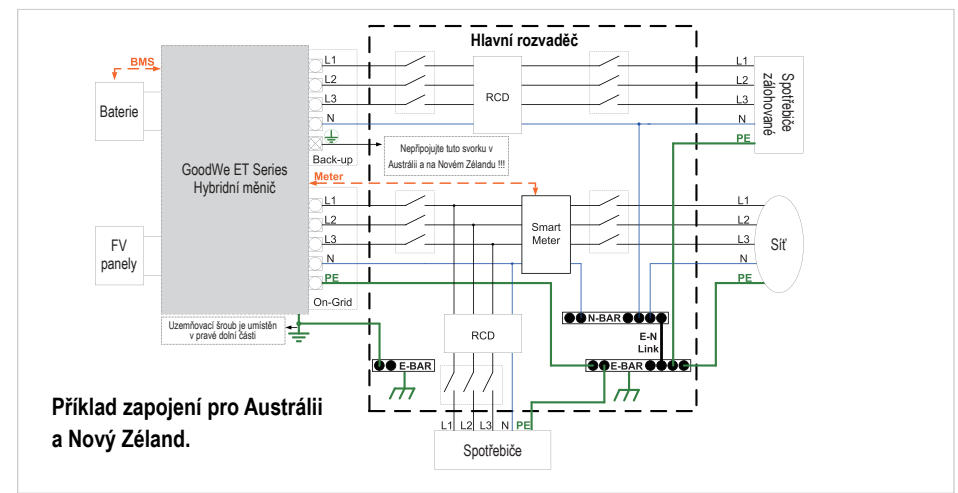 Hlavní rozvaděč
BMS
Baterie
GoodWe ET Series
Hybridní měnič
FV
panely
L1
L2
L3
N
Back-up
RCD
L1
L2
L3
N
PE
Spotřebiče
zálohované
Nepřipojujte tuto svorku v
Austrálii a na Novém Zélandu !!!
Meter
L1
L2
L3
N
PE
On-Grid
Smart
Meter
L1
L2
L3
N
PE
Síť
Uzemňovací šroub je umistěn
v pravé dolní části
RCD
N-BAR
E-N
Link
E-BAR
E-BAR
L1 L2 L3 N PE
Spotřebiče
Příklad zapojení pro Austrálii
a Nový Zéland.